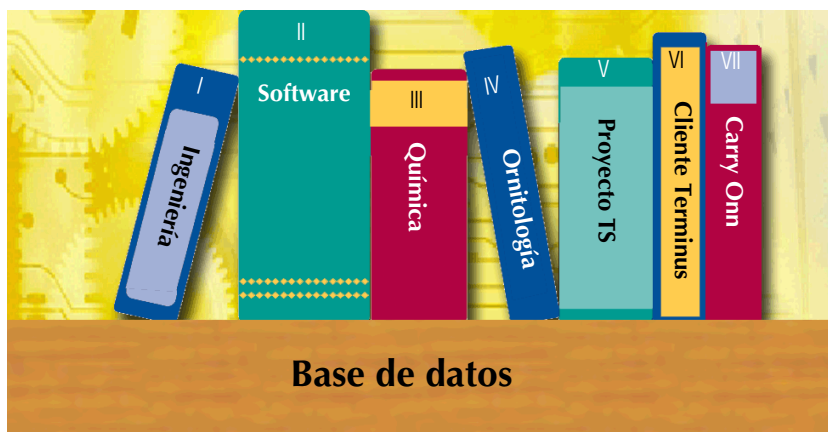 I
Ingeniería
II
Software
III
Química
IV
Ornitología
V
Proyecto TS
VI
Cliente Terminus
VII
Carry Onn
Base de datos